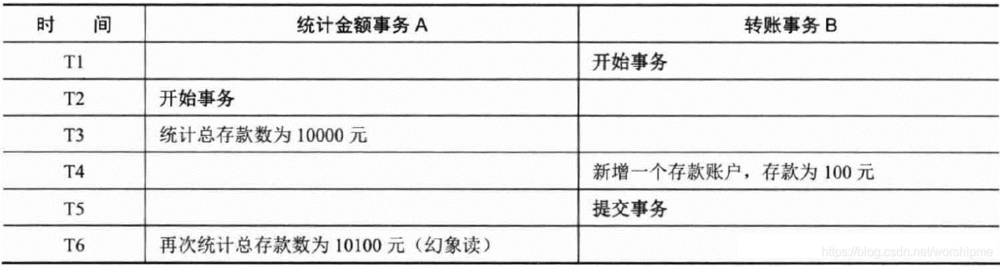 时 间 统计金额事务 A 转账事务 B
T1 开始事务
T2 开始事务
T3 统计总存款数为 10000 元
T4 新增一个存款账户，存款为 100 元
T5 提交事务
T6 再次统计总存款数为 10100 元（幻象读）
https://blog.csdn.net/worshipme